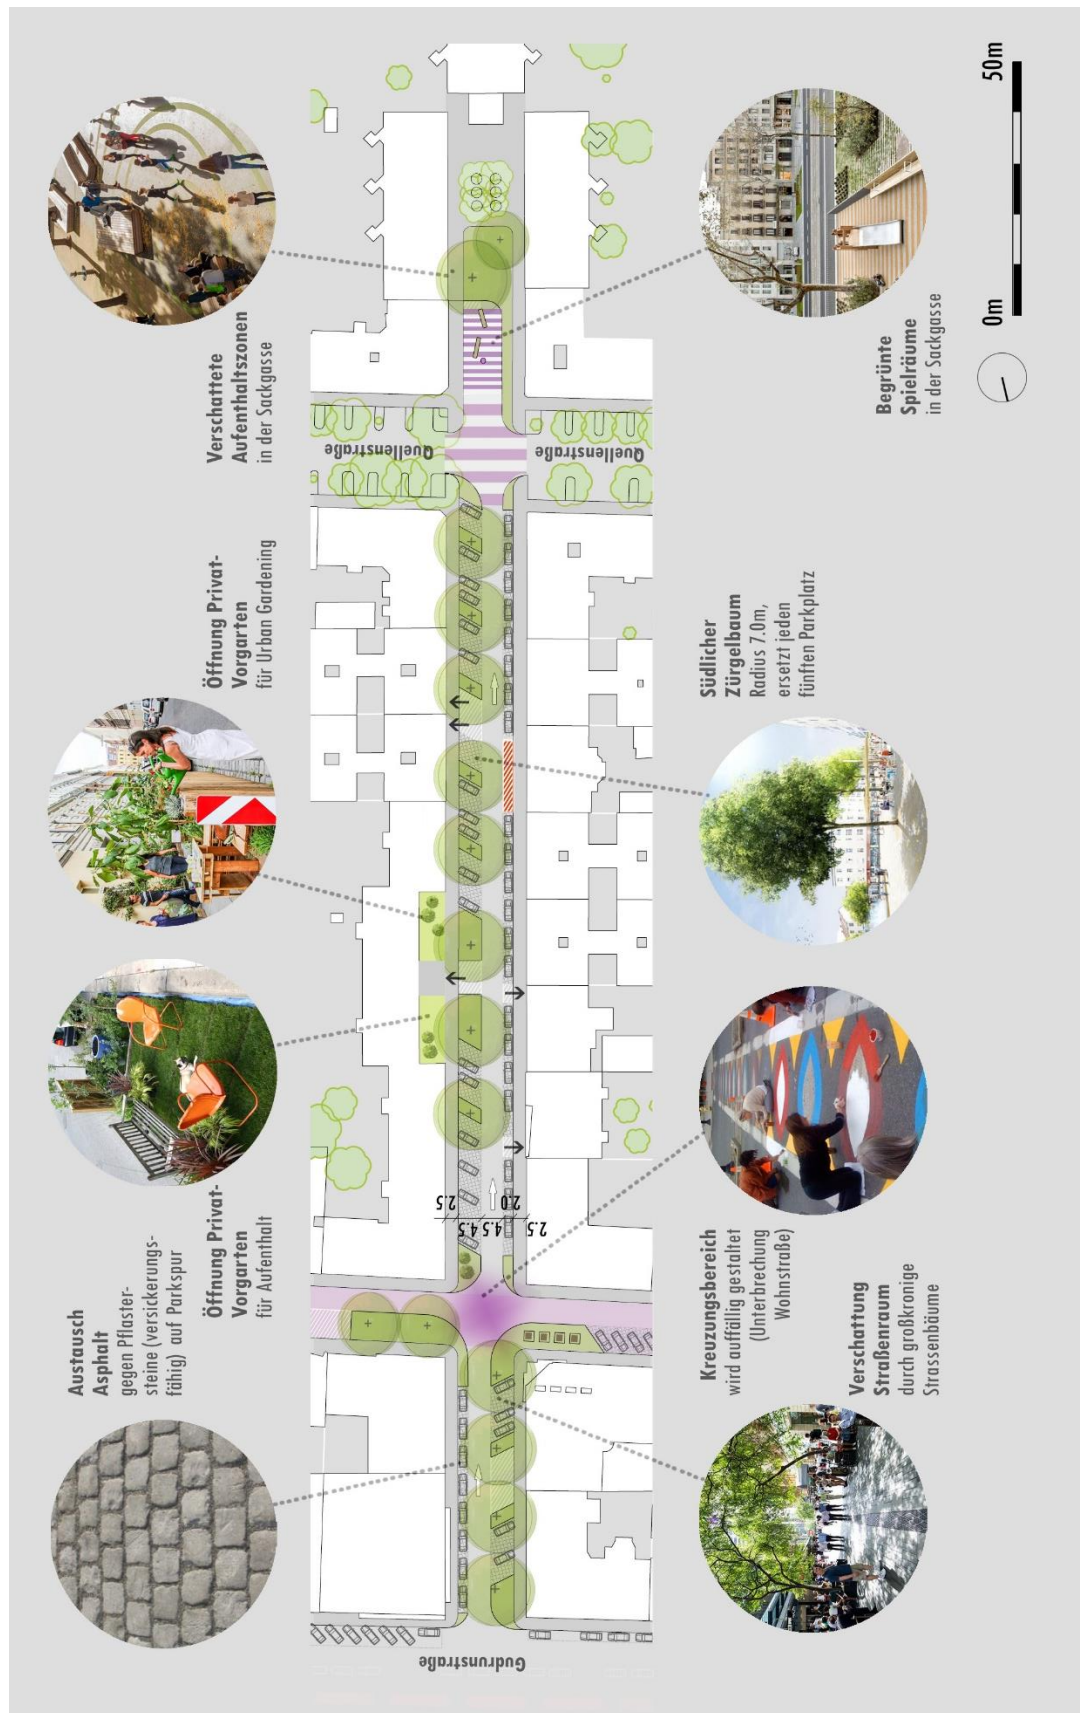 Austausch
Asphalt
gegen Pflaster-
steine (versickerungs-
fähig) auf Parkspur
Öffnung Privat-
Vorgarten
für Aufenthalt
Öffnung Privat-
Vorgarten
für Urban Gardening
Verschattete
Aufenthaltszonen
in der Sackgasse
Gudrunstraße
2.5
4.5
4.5
2.0
2.5
Quellenstraße
Quellenstraße
Verschattung
Straßenraum
durch großkronige
Strassenbäume
Kreuzungsbereich
wird auffällig gestaltet
(Unterbrechung
Wohnstraße)
Südlicher
Zürgelbaum
Radius 7.0m,
ersetzt jeden
fünften Parkplatz
Begrünte
Spielräume
in der Sackgasse
0m
50m